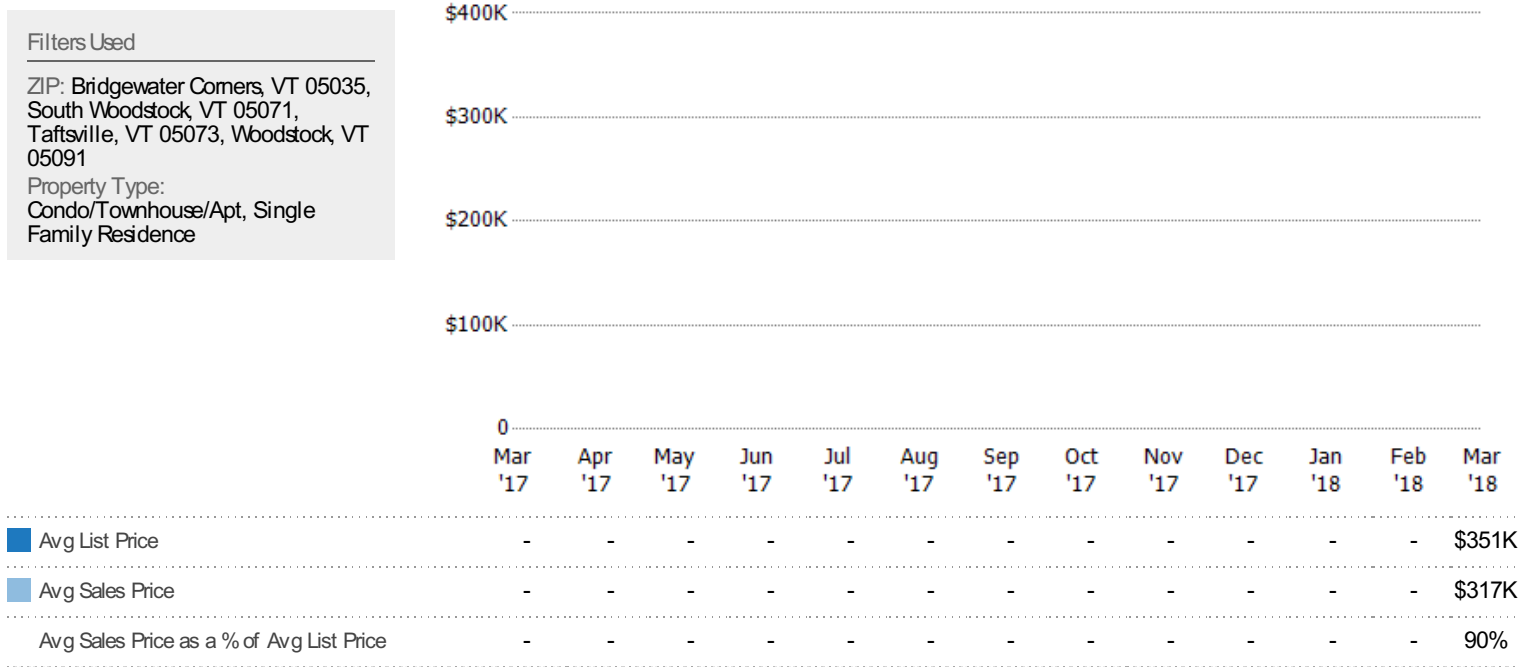 Filters Used
ZIP: Bridgewater Corners, VT 05035,
South Woodstock, VT 05071,
Taftsville, VT 05073, Woodstock, VT
05091
Property Type:
Condo/Townhouse/Apt, Single
Family Residence
$400K
$300K
$200K
$100K
0
Mar Apr May Jun Jul Aug Sep Oct Nov Dec Jan Feb Mar
'17 '17 '17 '17 '17 '17 '17 '17 '17 '17 '18 '18 '18
Avg List Price - - - - - - - - - - - - $351K
Avg Sales Price - - - - - - - - - - - - $317K
Avg Sales Price as a % of Avg List Price - - - - - - - - - - - - 90%